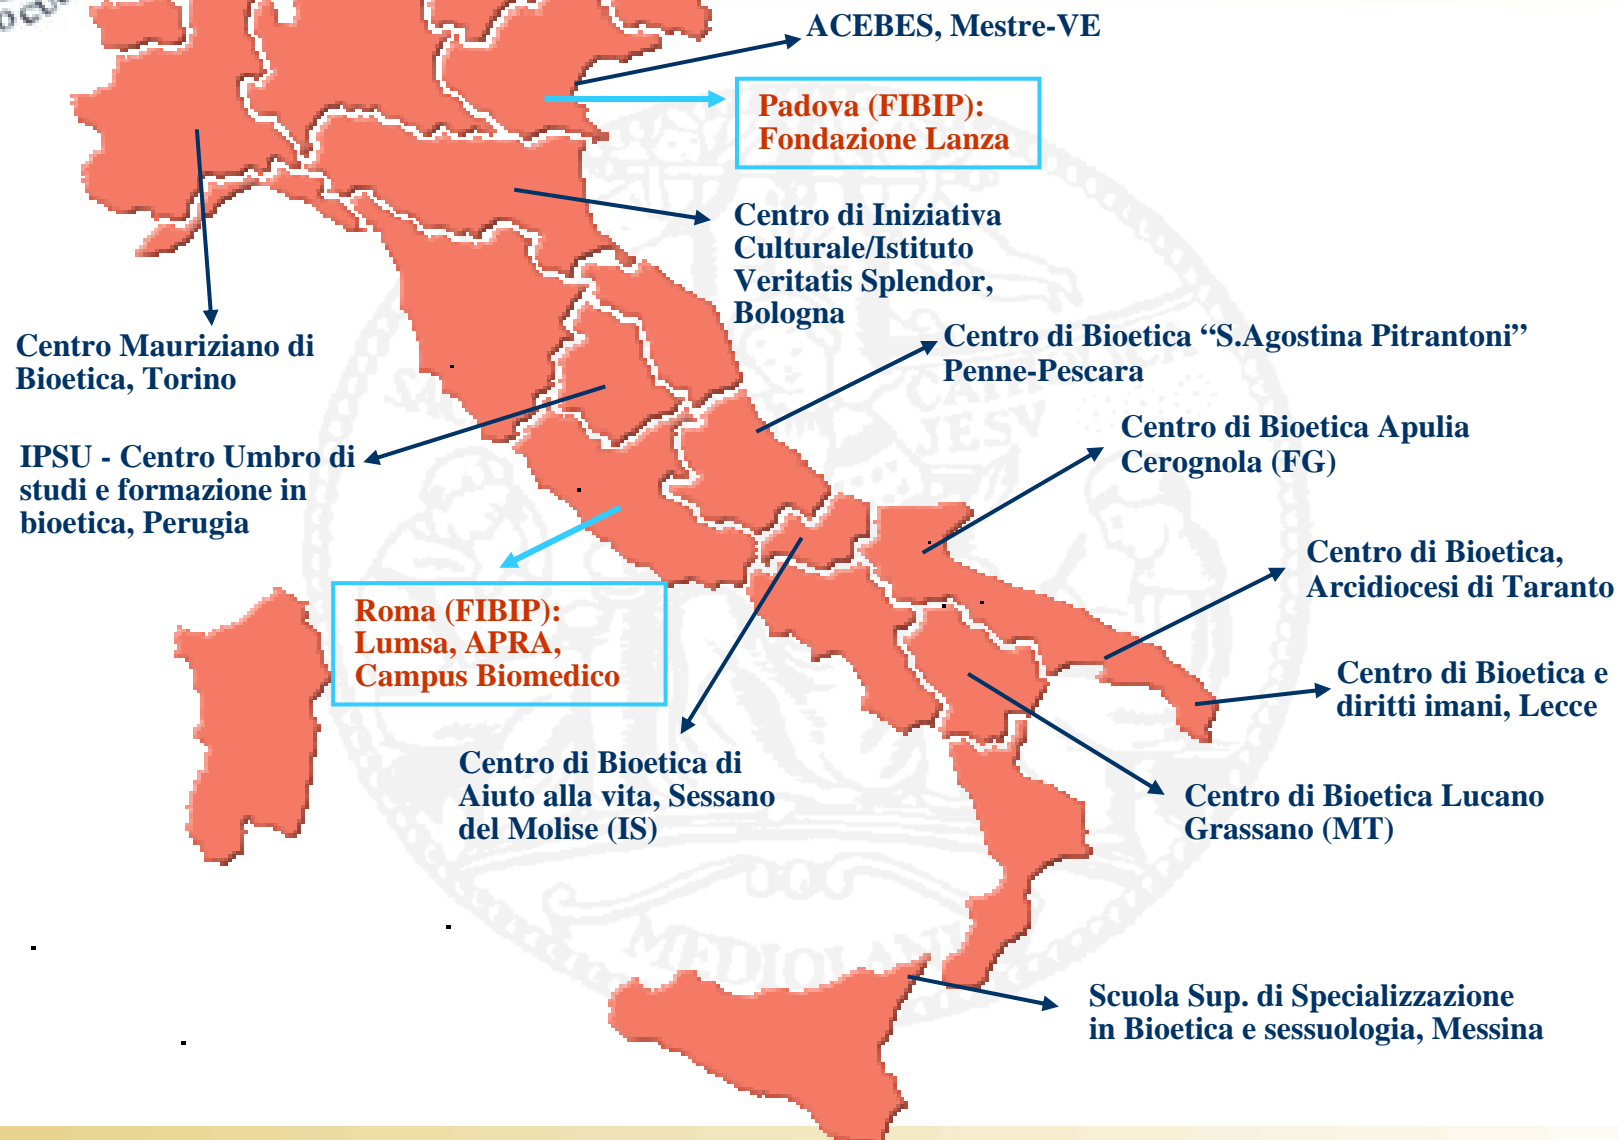 ACEBES, Mestre-VE
Padova (FIBIP):
Fondazione Lanza
Centro di Iniziativa
Culturale/Istituto
Veritatis Splendor,
Bologna
Centro Mauriziano di
Bioetica, Torino
Centro di Bioetica “S.Agostina Pitrantoni”
Penne-Pescara
IPSU - Centro Umbro di
studi e formazione in
bioetica, Perugia
Centro di Bioetica Apulia
Cerognola (FG)
Centro di Bioetica,
Arcidiocesi di Taranto
Roma (FIBIP):
Lumsa, APRA,
Campus Biomedico
Centro di Bioetica e
diritti imani, Lecce
Centro di Bioetica di
Aiuto alla vita, Sessano
del Molise (IS)
Centro di Bioetica Lucano
Grassano (MT)
Scuola Sup. di Specializzazione
in Bioetica e sessuologia, Messina
MEDIOLANI